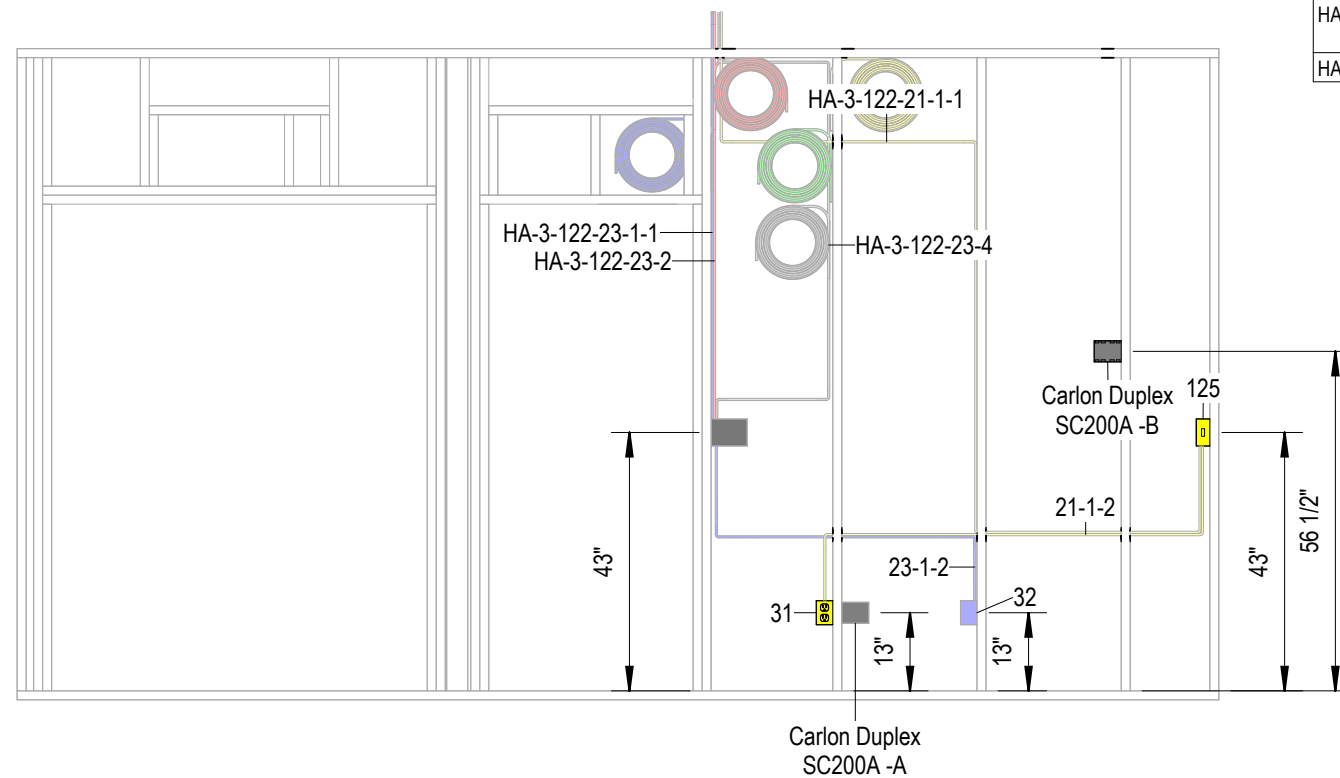 HA
HA
HA-3-122-21-1-1
HA-3-122-23-1-1
HA-3-122-23-2
HA-3-122-23-4
Carlon Duplex
SC200A -B
125
21-1-2
23-1-2
31
32
43"
13"
13"
43"
56 1/2"
Carlon Duplex
SC200A -A